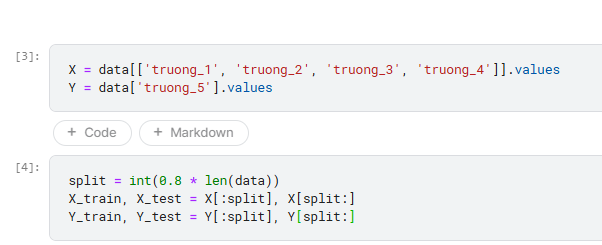 [3]:
X = data[['truong_1', 'truong_2', 'truong_3', 'truong_4']].values
Y = data['truong_5'].values
+ Code + Markdown
[4]:
split = int(0.8 * len(data))
X_train, X_test = X[:split], X[split:]
Y_train, Y_test = Y[:split], Y[split:]